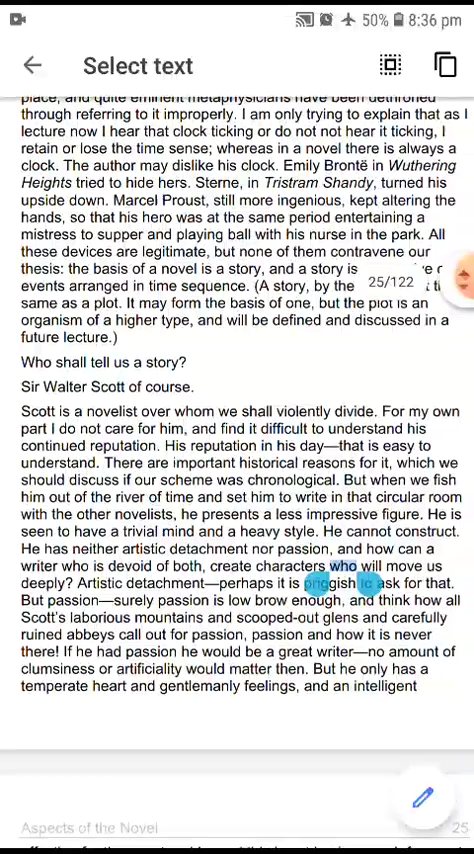 50% 8:36 pm
Select text
place, and quite eminent metaphysicians have been dethroned
through referring to it improperly. I am only trying to explain that as I
lecture now I hear that clock ticking or do not not hear it ticking, I
retain or lose the time sense; whereas in a novel there is always a
clock. The author may dislike his clock. Emily Brontë in Wuthering
Heights tried to hide hers. Sterne, in Tristram Shandy, turned his
upside down. Marcel Proust, still more ingenious, kept altering the
hands, so that his hero was at the same period entertaining a
mistress to supper and playing ball with his nurse in the park. All
these devices are legitimate, but none of them contravene our
thesis: the basis of a novel is a story, and a story is
events arranged in time sequence. (A story, by the
25/122
same as a plot. It may form the basis of one, but the plot is an
organism of a higher type, and will be defined and discussed in a
future lecture.)
Who shall tell us a story?
Sir Walter Scott of course.
Scott is a novelist over whom we shall violently divide. For my own
part I do not care for him, and find it difficult to understand his
continued reputation. His reputation in his day—that is easy to
understand. There are important historical reasons for it, which we
should discuss if our scheme was chronological. But when we fish
him out of the river of time and set him to write in that circular room
with the other novelists, he presents a less impressive figure. He is
seen to have a trivial mind and a heavy style. He cannot construct.
He has neither artistic detachment nor passion, and how can a
writer who is devoid of both, create characters who will move us
deeply? Artistic detachment—perhaps it is priggish to ask for that.
But passion—surely passion is low brow enough, and think how all
Scott's laborious mountains and scooped-out glens and carefully
ruined abbeys call out for passion, passion and how it is never
there! If he had passion he would be a great writer—no amount of
clumsiness or artificiality would matter then. But he only has a
temperate heart and gentlemanly feelings, and an intelligent
Aspects of the Novel 25